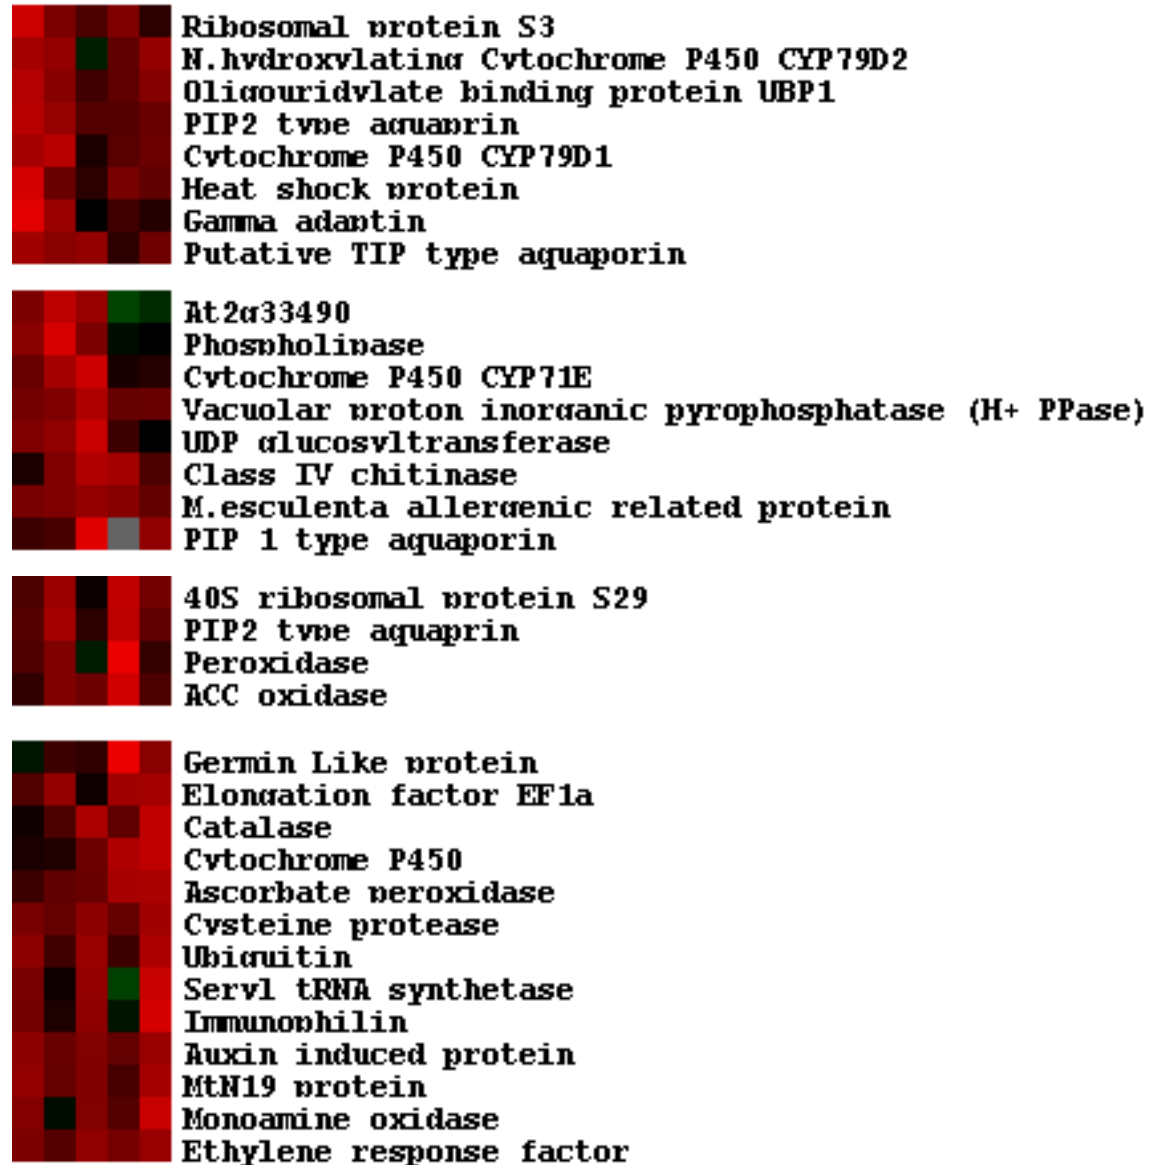 Ribosomal protein S3
N.hydroxylating Cytochrome P450 CYP79D2
Oligouridylate binding protein UBP1
PIP2 type aquaprin
Cytochrome P450 CYP79D1
Heat shock protein
Gamma adaptin
Putative TIP type aquaporin
At2g33490
Phospholipase
Cytochrome P450 CYP71E
Vacuolar proton inorganic pyrophosphatase (H+ PPase)
UDP glucosyltransferase
Class IV chitinase
M.esculenta allergenic related protein
PIP 1 type aquaporin
40S ribosomal protein S29
PIP2 type aquaprin
Peroxidase
ACC oxidase
Germin Like protein
Elongation factor EF1a
Catalase
Cytochrome P450
Ascorbate peroxidase
Cysteine protease
Ubiquitin
Seryl tRNA synthetase
Immunophilin
Auxin induced protein
MtN19 protein
Monoamine oxidase
Ethylene response factor